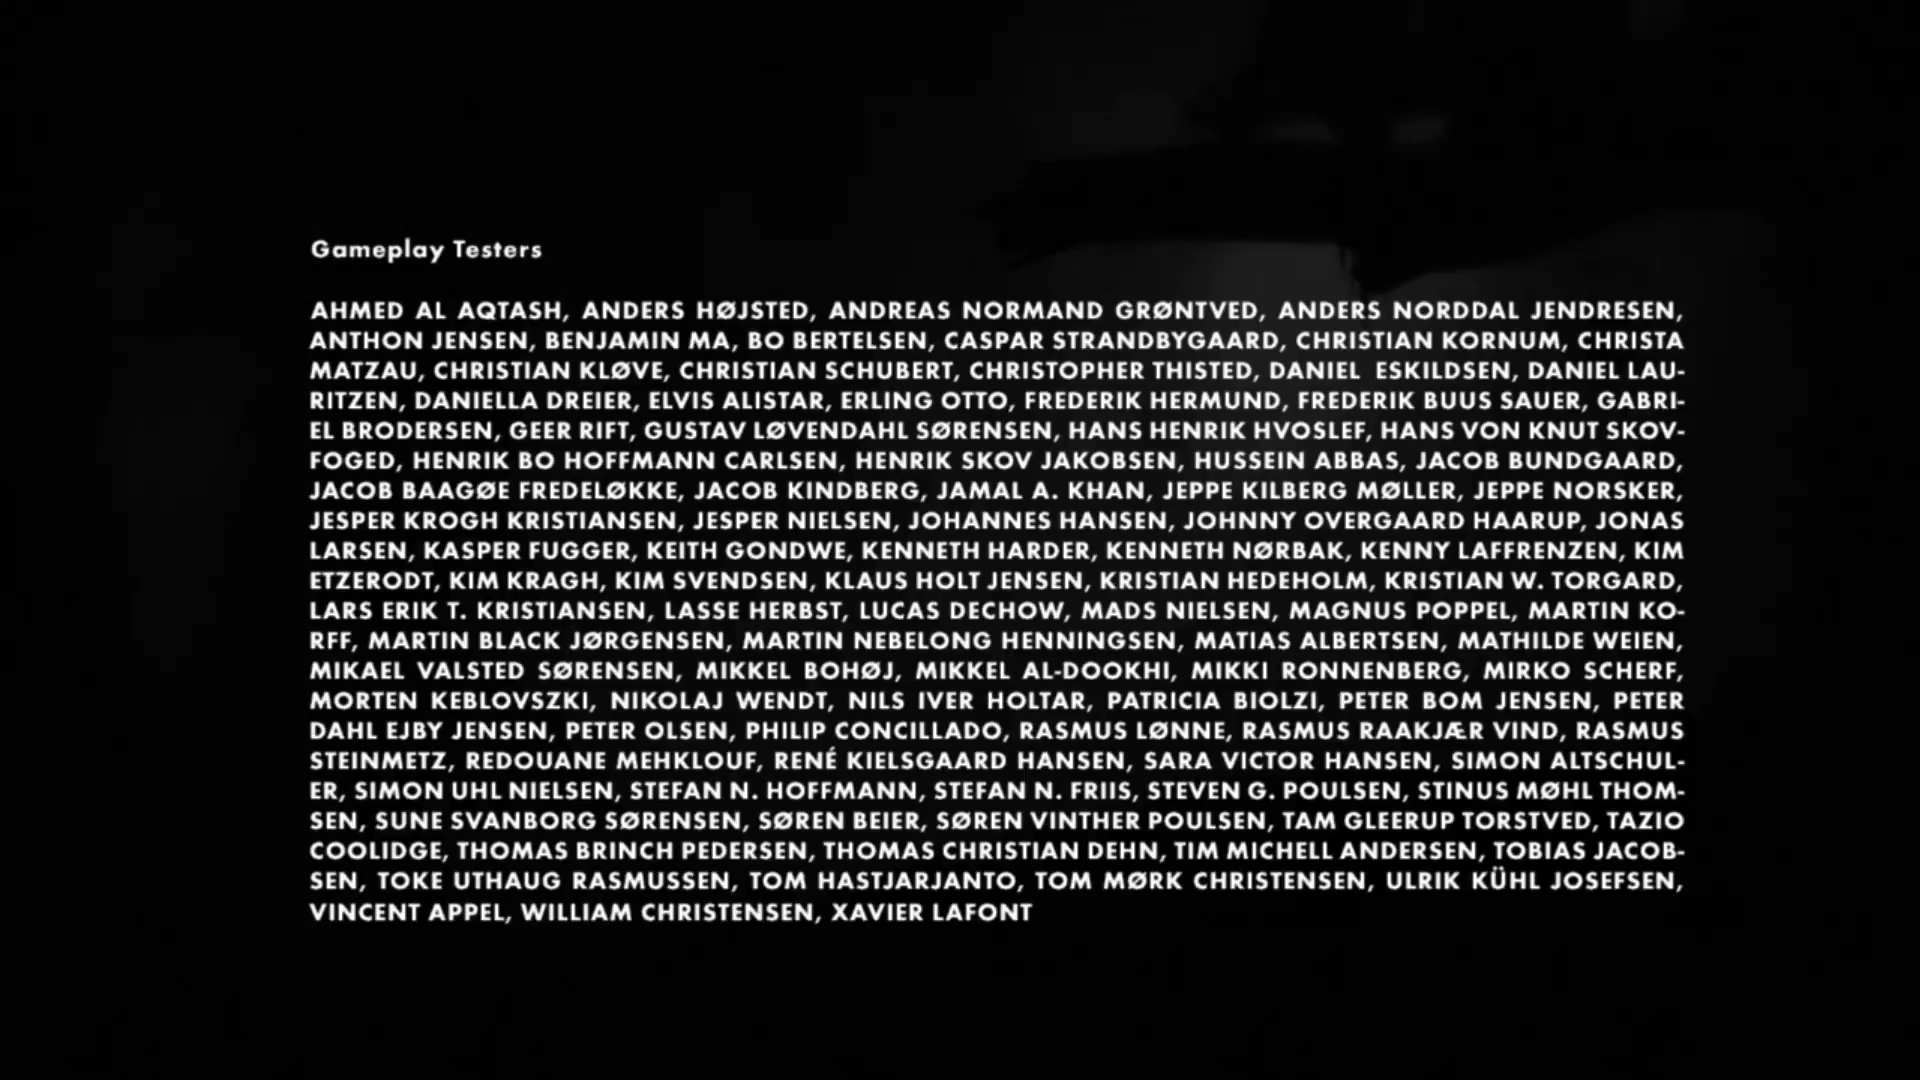 Gameplay Testers
AHMED AL AQTASH, ANDERS HØJSTED, ANDREAS NORMAND GRØNTVED, ANDERS NORDDAL JENDRESEN,
ANTHON JENSEN, BENJAMIN MA, BO BERTELSEN, CASPAR STRANDBYGAARD, CHRISTIAN KORNUM, CHRISTA
MATZAU, CHRISTIAN KLØVE, CHRISTIAN SCHUBERT, CHRISTOPHER THISTED, DANIEL  ESKILDSEN, DANIEL LAU-
RITZEN, DANIELLA DREIER, ELVIS ALISTAR, ERLING OTTO, FREDERIK HERMUND, FREDERIK BUUS SAUER, GABRI-
EL BRODERSEN, GEER RIFT, GUSTAV LØVENDAHL SØRENSEN, HANS HENRIK HVOSLEF, HANS VON KNUT SKOV-
FOGED, HENRIK BO HOFFMANN CARLSEN, HENRIK SKOV JAKOBSEN, HUSSEIN ABBAS, JACOB BUNDGAARD,
JACOB BAAGØE FREDELØKKE, JACOB KINDBERG, JAMAL A. KHAN, JEPPE KILBERG MØLLER, JEPPE NORSKER,
JESPER KROGH KRISTIANSEN, JESPER NIELSEN, JOHANNES HANSEN, JOHNNY OVERGAARD HAARUP, JONAS
LARSEN, KASPER FUGGER, KEITH GONDWE, KENNETH HARDER, KENNETH NØRBAK, KENNY LAFFRENZEN, KIM
ETZERODT, KIM KRAGH, KIM SVENDSEN, KLAUS HOLT JENSEN, KRISTIAN HEDEHOLM, KRISTIAN W. TORGARD,
LARS ERIK T. KRISTIANSEN, LASSE HERBST, LUCAS DECHOW, MADS NIELSEN, MAGNUS POPPEL, MARTIN KO-
RFF, MARTIN BLACK JØRGENSEN, MARTIN NEBELONG HENNINGSEN, MATIAS ALBERTSEN, MATHILDE WEIEN,
MIKAEL VALSTED SØRENSEN, MIKKEL BOHØJ, MIKKEL AL-DOOKHI, MIKKI RONNENBERG, MIRKO SCHERF,
MORTEN KEBLOVSZKI, NIKOLAJ WENDT, NILS IVER HOLTAR, PATRICIA BIOLZI, PETER BOM JENSEN, PETER
DAHL EJBY JENSEN, PETER OLSEN, PHILIP CONCILLADO, RASMUS LØNNE, RASMUS RAAKJÆR VIND, RASMUS
STEINMETZ, REDOUANE MEHKLOUF, RENÉ KIELSGAARD HANSEN, SARA VICTOR HANSEN, SIMON ALTSCHUL-
ER, SIMON UHL NIELSEN, STEFAN N. HOFFMANN, STEFAN N. FRIIS, STEVEN G. POULSEN, STINUS MØHL THOM-
SEN, SUNE SVANBORG SØRENSEN, SØREN BEIER, SØREN VINTHER POULSEN, TAM GLEERUP TORSTVED, TAZIO
COOLIDGE, THOMAS BRINCH PEDERSEN, THOMAS CHRISTIAN DEHN, TIM MICHELL ANDERSEN, TOBIAS JACOB-
SEN, TOKE UTHAUG RASMUSSEN, TOM HASTJARJANTO, TOM MØRK CHRISTENSEN, ULRIK KÜHL JOSEFSEN,
VINCENT APPEL, WILLIAM CHRISTENSEN, XAVIER LAFONT